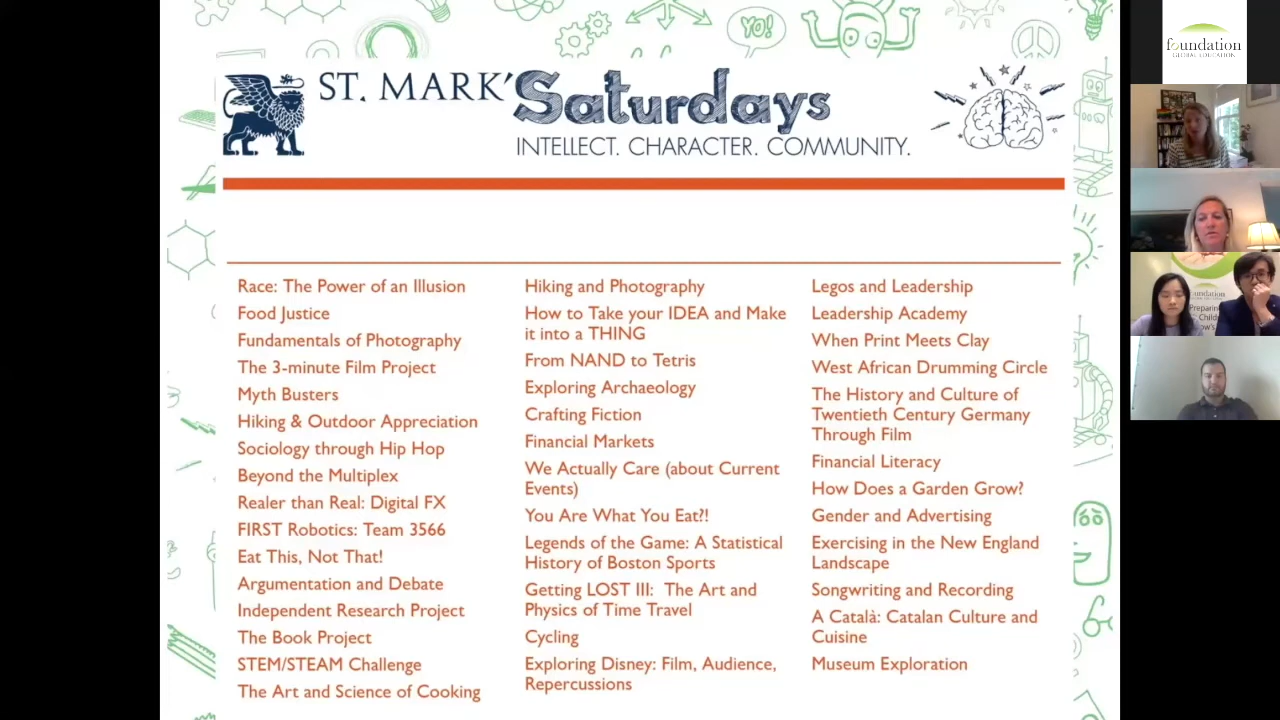 YO!
ST. MARK'S Saturdays
INTELLECT. CHARACTER. COMMUNITY.
Race: The Power of an Illusion
Food Justice
Fundamentals of Photography
The 3-minute Film Project
Myth Busters
Hiking & Outdoor Appreciation
Sociology through Hip Hop
Beyond the Multiplex
Realer than Real: Digital FX
FIRST Robotics: Team 3566
Eat This, Not That!
Argumentation and Debate
Independent Research Project
The Book Project
STEM/STEAM Challenge
The Art and Science of Cooking
Hiking and Photography
How to Take your IDEA and Make
it into a THING
From NAND to Tetris
Exploring Archaeology
Crafting Fiction
Financial Markets
We Actually Care (about Current
Events)
You Are What You Eat?!
Legends of the Game: A Statistical
History of Boston Sports
Getting LOST III: The Art and
Physics of Time Travel
Cycling
Exploring Disney: Film, Audience,
Repercussions
Legos and Leadership
Leadership Academy
When Print Meets Clay
West African Drumming Circle
The History and Culture of
Twentieth Century Germany
Through Film
Financial Literacy
How Does a Garden Grow?
Gender and Advertising
Exercising in the New England
Landscape
Songwriting and Recording
A Català: Catalan Culture and
Cuisine
Museum Exploration
foundation
GLOBAL EDUCATION